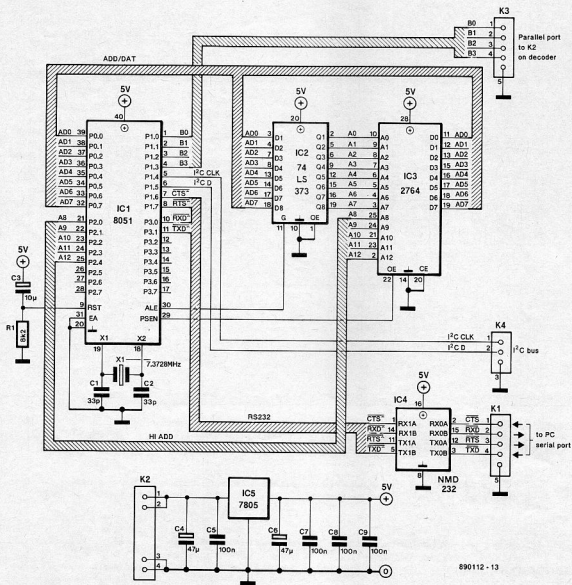 K3
B0 1
B1 2
B2 3
B3 4
5
Parallel port
to K2
on decoder
ADD/DAT
5V
40
AD0 39 P0.0 P1.0 1 B0
AD1 38 P0.1 P1.1 2 B1
AD2 37 P0.2 P1.2 3 B2
AD3 36 P0.3 P1.3 4 B3
AD4 35 P0.4 P1.4 5 I²C CLK
AD5 34 P0.5 P1.5 6 I²C D
AD6 33 P0.6 P1.6 7 CTS
AD7 32 P0.7 P1.7 8 RTS
IC1
8051
A8 21 P2.0 P3.0 10 RXD
A9 22 P2.1 P3.1 11 TXD
A10 23 P2.2 P3.2 12
A11 24 P2.3 P3.3 13
A12 25 P2.4 P3.4 14
26 P2.5 P3.5 15
27 P2.6 P3.6 16
28 P2.7 P3.7 17
9 RST ALE 30
31 EA PSEN 29
20
X1 X2
19 18
X1
7.3728MHz
C1
33p
C2
33p
5V
C3
10µ
R1
8k2
5V
20
AD0 3 D1 Q1 2 A0
AD1 4 D2 Q2 5 A1
AD2 7 D3 Q3 6 A2
AD3 8 D4 Q4 9 A3
AD4 13 D5 Q5 12 A4
AD5 14 D6 Q6 15 A5
AD6 17 D7 Q7 16 A6
AD7 18 D8 Q8 19 A7
IC2
74
LS
373
G OE
11 10 1
5V
28
10 A0 D0 11 AD0
9 A1 D1 12 AD1
8 A2 D2 13 AD2
7 A3 D3 15 AD3
6 A4 D4 16 AD4
5 A5 D5 17 AD5
4 A6 D6 18 AD6
3 A7 D7 19 AD7
A8 25 A8
A9 24 A9
A10 21 A10
A11 23 A11
A12 2 A12
IC3
2764
OE CE
22 14 20
K4
I²C CLK 1
I²C D 2
3
I²C bus
RS232
HI ADD
IC4
5V
16
CTS 13 RX1A RX0A 2 CTS 1
RXD 14 RX1B RX0B 15 RXD 2
RTS 11 TX1A TX0A 12 RTS 3
TXD 5 TX1B TX0B 3 TXD 4
8
NMD
232
K1
5
to PC
serial port
K2
1
2
3
4
IC5
7805
5V
0
C4
47µ
C5
100n
C6
47µ
C7
100n
C8
100n
C9
100n
890112 - 13